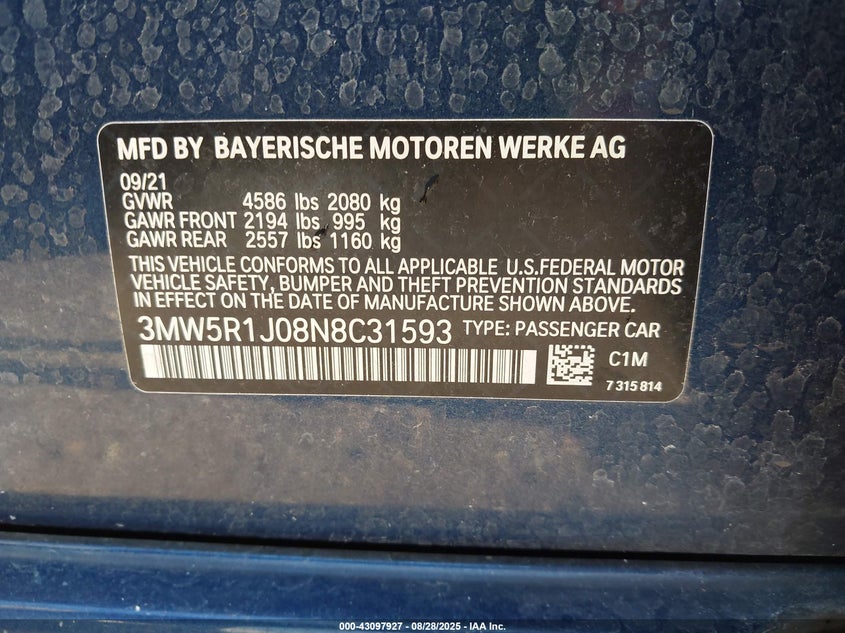 MFD BY BAYERISCHE MOTOREN WERKE AG
09/21
GVWR 4586 lbs 2080 kg
GAWR FRONT 2194 lbs 995 kg
GAWR REAR 2557 lbs 1160 kg
THIS VEHICLE CONFORMS TO ALL APPLICABLE U.S.FEDERAL MOTOR
VEHICLE SAFETY, BUMPER AND THEFT PREVENTION STANDARDS
IN EFFECT ON THE DATE OF MANUFACTURE SHOWN ABOVE.
3MW5R1J08N8C31593 TYPE: PASSENGER CAR
C1M
7315814
000-43097927 - 08/28/2025 - IAA Inc.